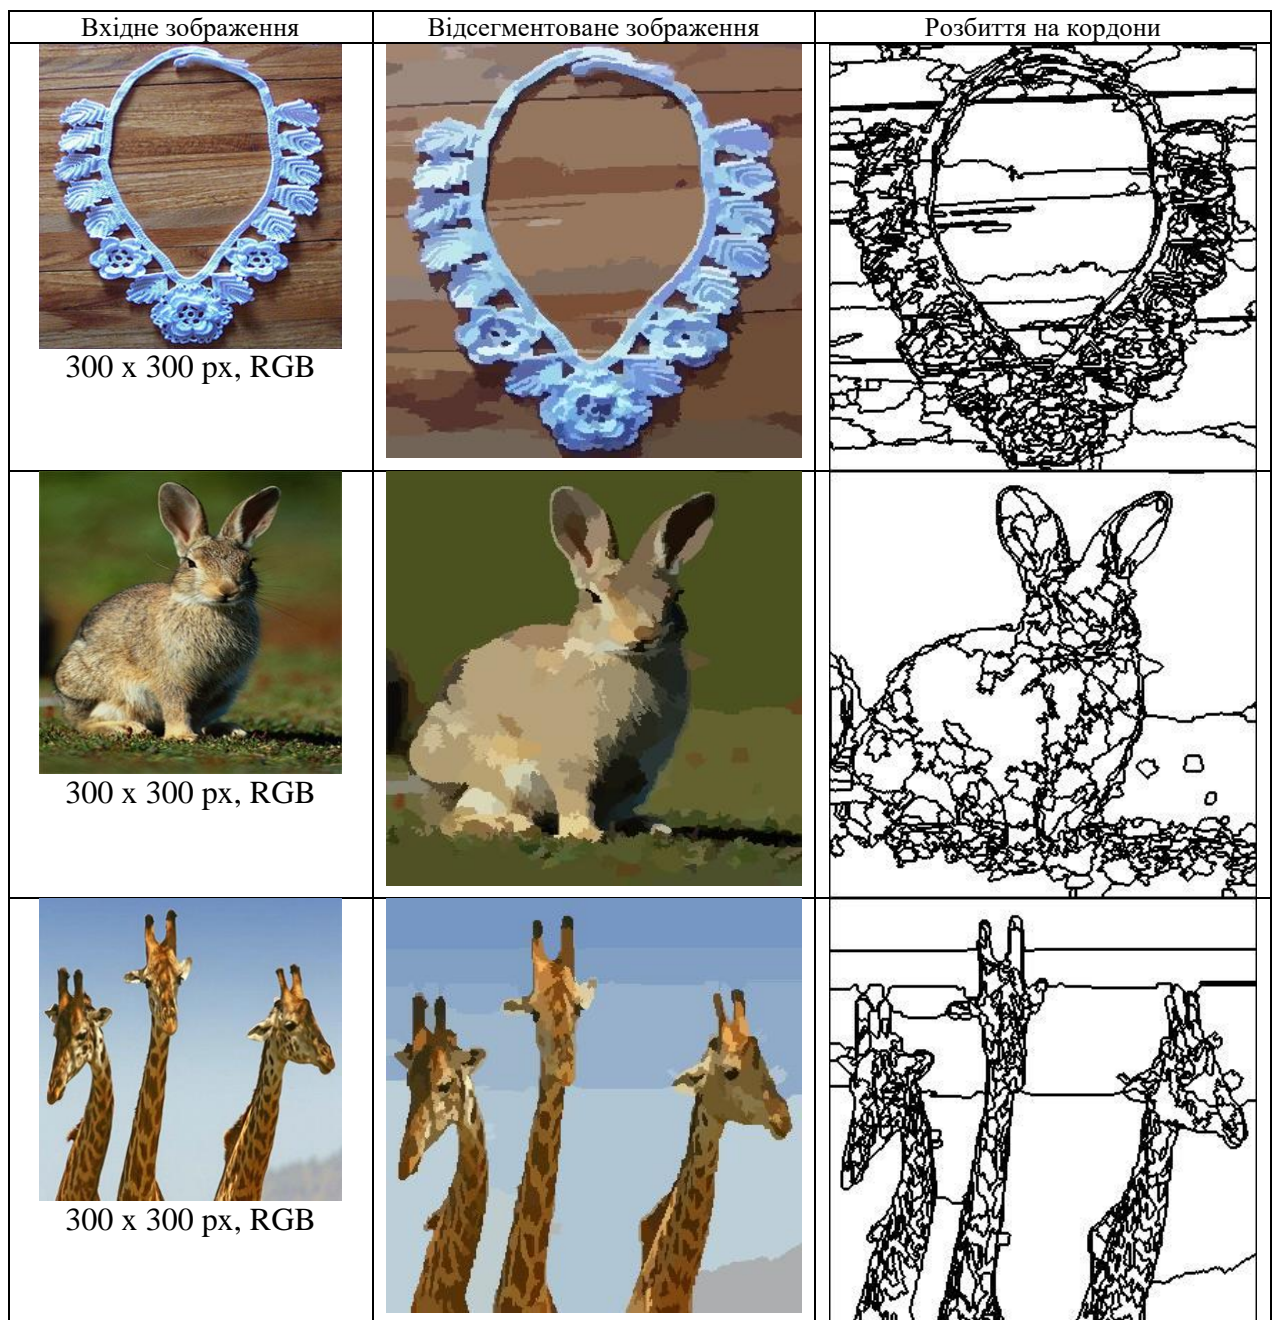 Вхідне зображення
Відсегментоване зображення
Розбиття на кордони
300 x 300 px, RGB
300 x 300 px, RGB
300 x 300 px, RGB